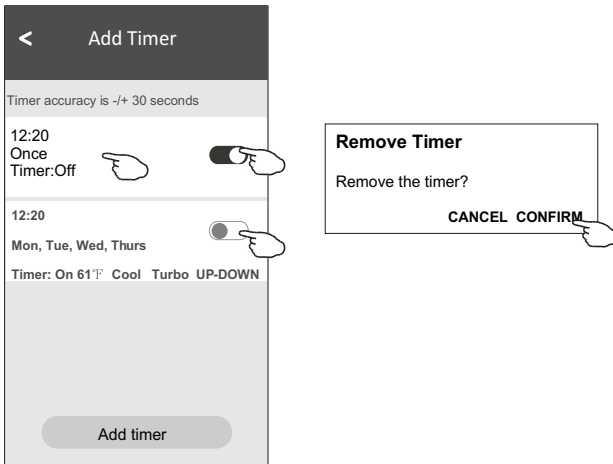 < Add Timer
Timer accuracy is -/+ 30 seconds
12:20
Once
Timer:Off
12:20
Mon, Tue, Wed, Thurs
Timer: On 61℉ Cool Turbo UP-DOWN
Add timer
Remove Timer
Remove the timer?
CANCEL CONFIRM